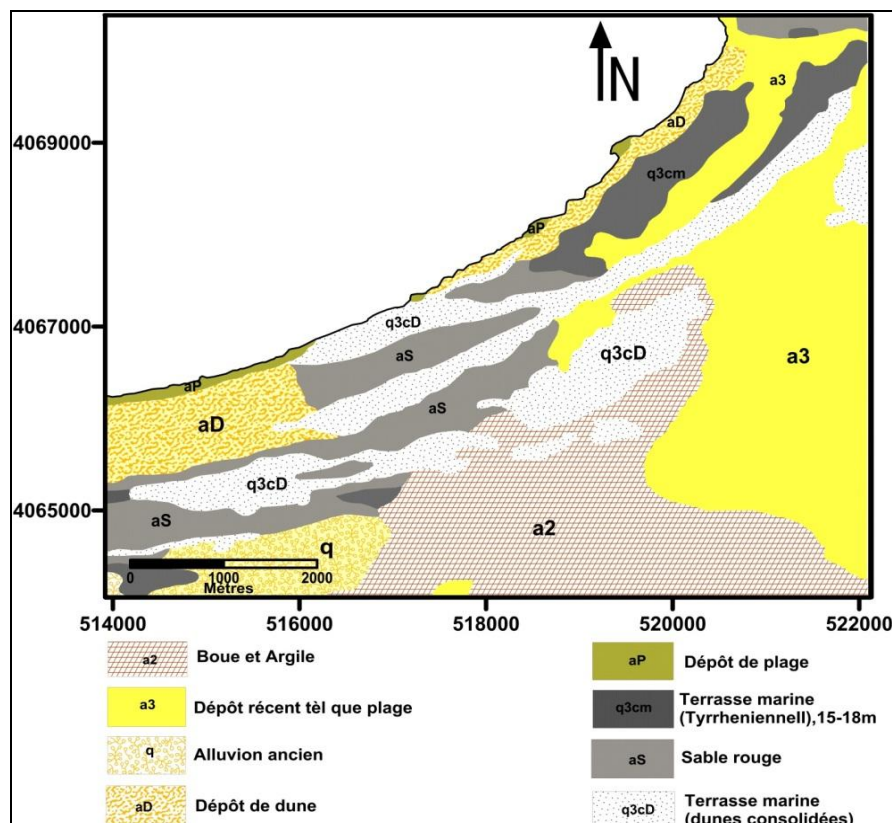 N
a3
aD
4069000
q3cm
aP
4067000
q3cD
aS
q3cD
a3
aP
aS
aD
q3cD
4065000
aS
a2
q
0 1000 2000
Mètres
514000 516000 518000 520000 522000
a2 Boue et Argile
a3 Dépôt récent tèl que plage
q Alluvion ancien
aD Dépôt de dune
aP Dépôt de plage
q3cm Terrasse marine
(Tyrrheniennell),15-18m
aS Sable rouge
q3cD Terrasse marine
(dunes consolidées)